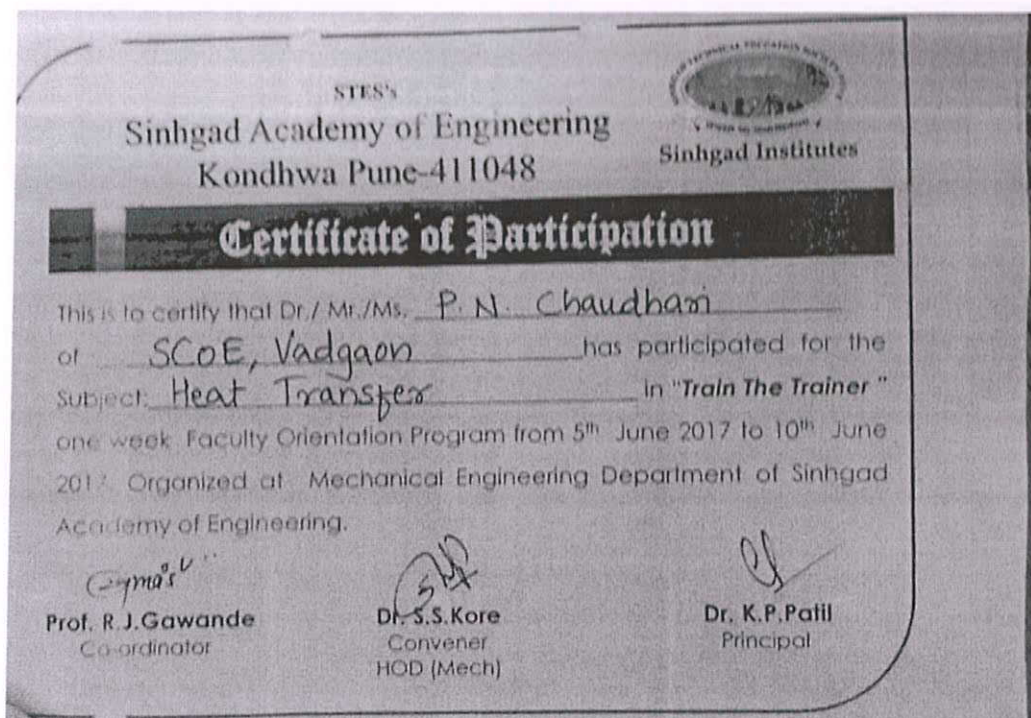 STES's
Sinhgad Academy of Engineering
Kondhwa Pune-411048
Sinhgad Institutes
Certificate of Participation
This is to certify that Dr./ Mr./Ms. P. N. Chaudhari
of SCoE, Vadgaon has participated for the
Subject: Heat Transfer in "Train The Trainer "
one week Faculty Orientation Program from 5th June 2017 to 10th June
2017. Organized at Mechanical Engineering Department of Sinhgad
Academy of Engineering.
Prof. R.J.Gawande
Co-ordinator
Dr. S.S.Kore
Convener
HOD (Mech)
Dr. K.P.Patil
Principal